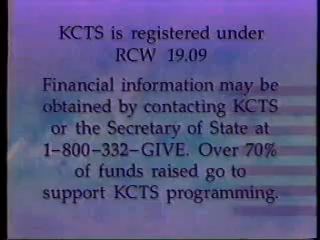 KCTS is registered under
RCW 19.09
Financial information may be
obtained by contacting KCTS
or the Secretary of State at
1-800-332-GIVE. Over 70%
of funds raised go to
support KCTS programming.